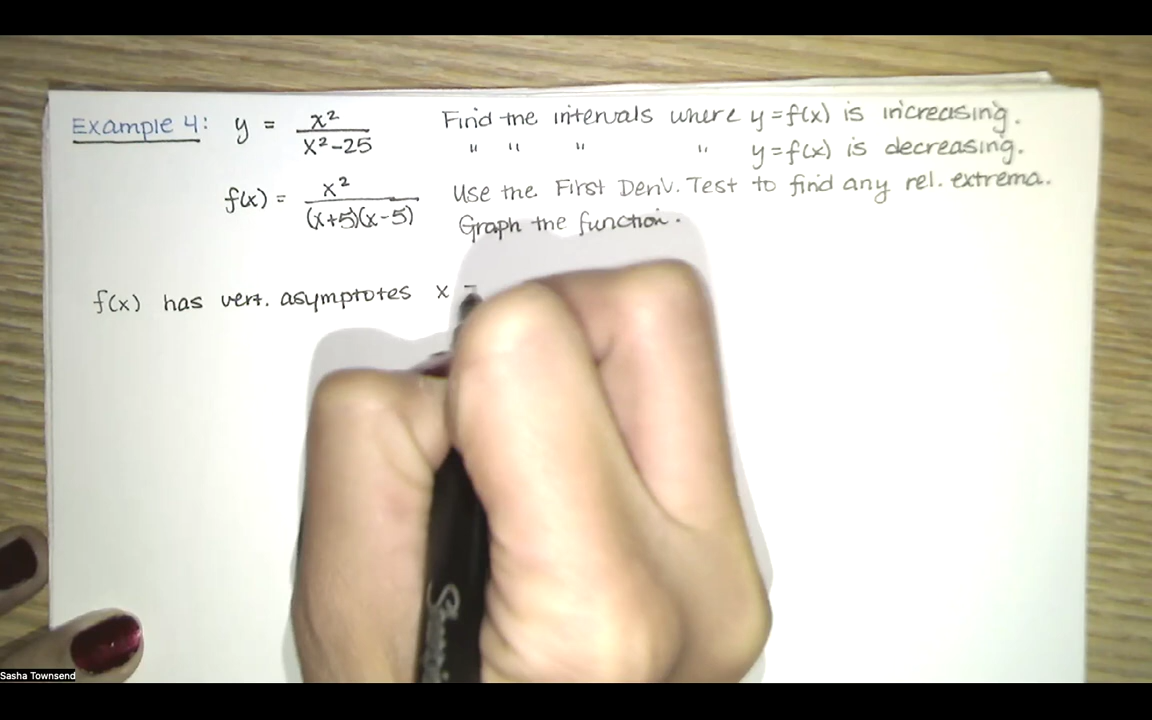 Example 4: y = x²/(x²-25) Find the intervals where y=f(x) is increasing.
" " " " y=f(x) is decreasing.
f(x) = x²/((x+5)(x-5)) Use the First Deriv. Test to find any rel. extrema.
Graph the function.
f(x) has vert. asymptotes x =
Sharpie
Sasha Townsend